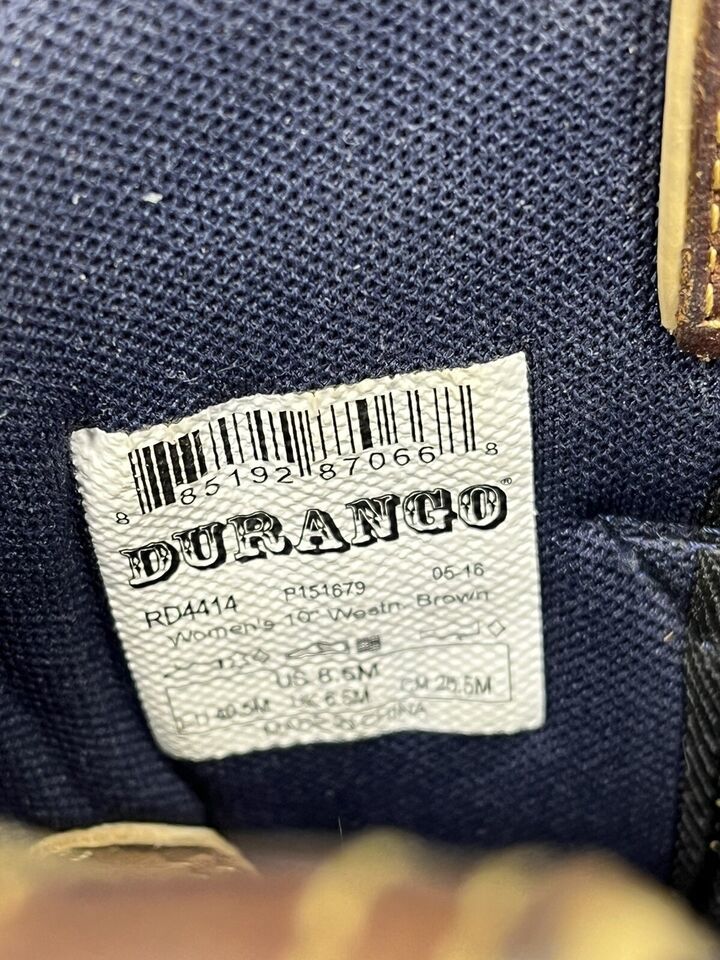 8 85192 87066 8
DURANGO®
RD4414 P151679 05-16
Women's 10" Westrn Brown
US 8.5M
EU 40.5M UK 6.5M CM 25.5M
MADE IN CHINA